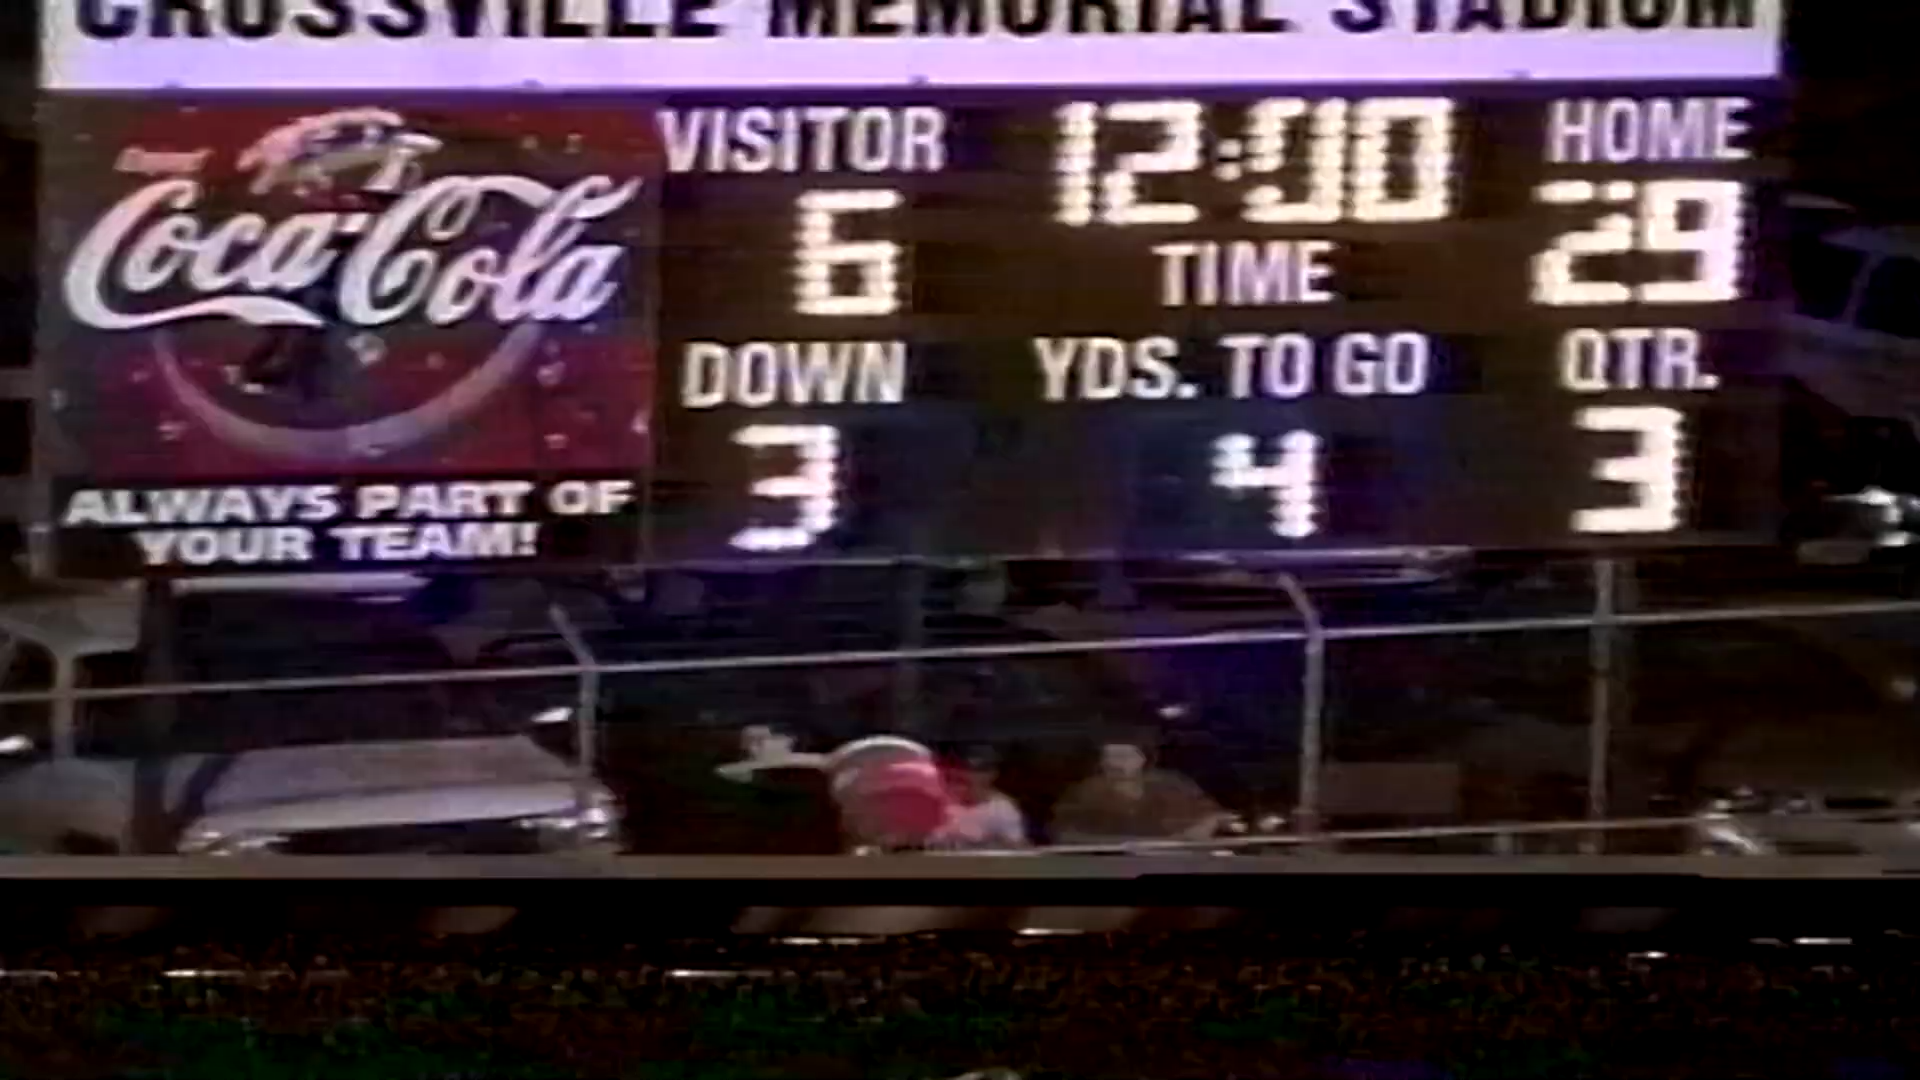 CROSSVILLE MEMORIAL STADIUM
VISITOR 12:00 HOME
6 TIME 29
Coca-Cola
DOWN YDS. TO GO QTR.
3 4 3
ALWAYS PART OF
YOUR TEAM!